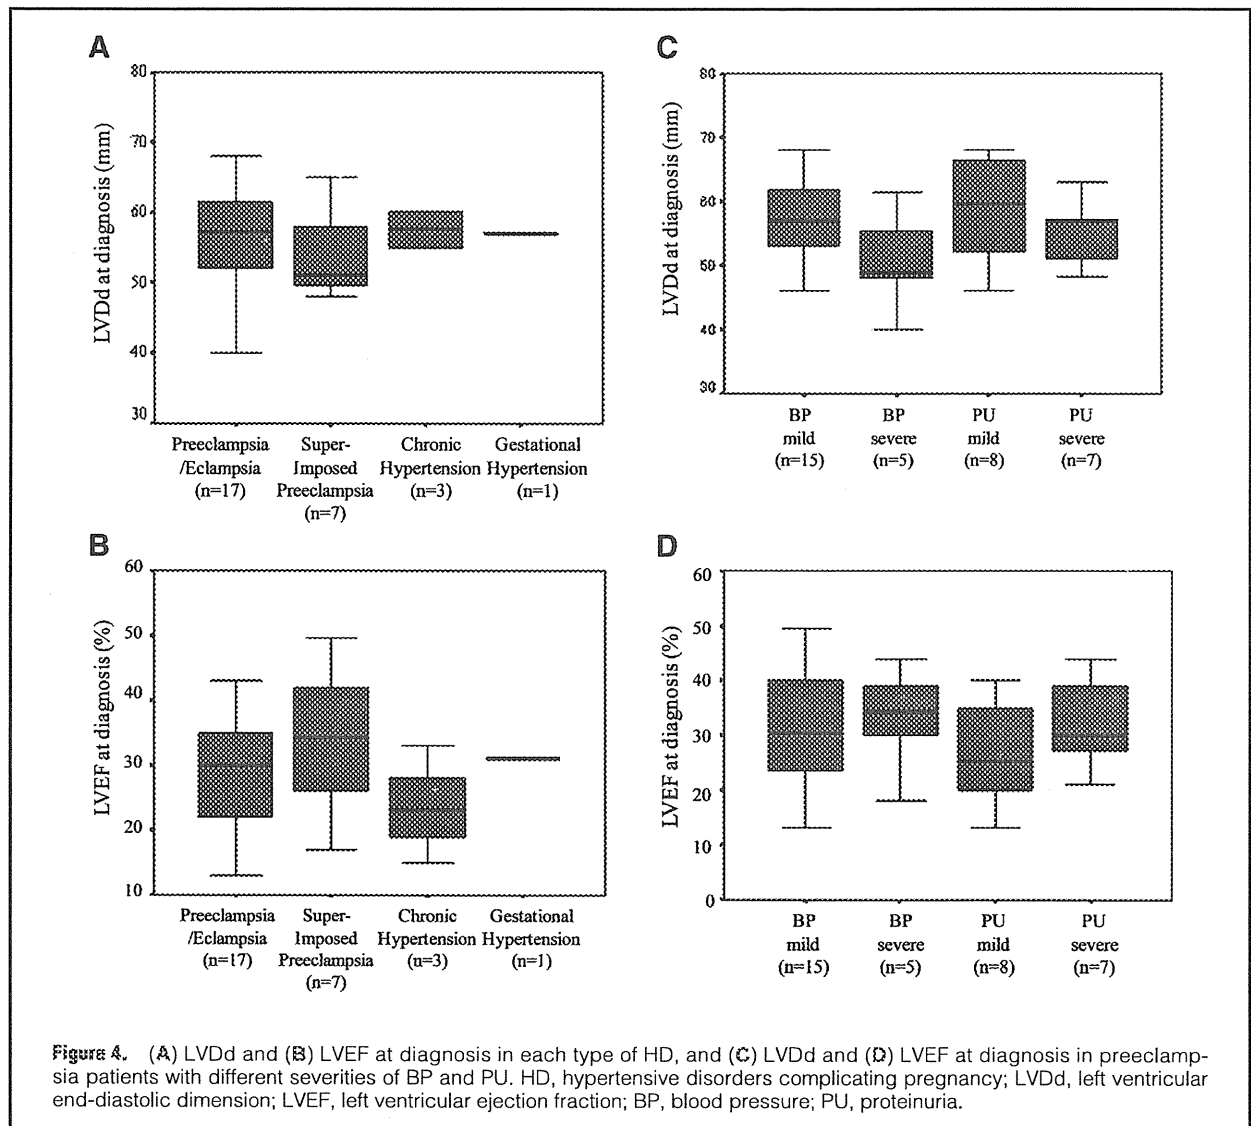 A
80
70
60
50
40
30
LVDd at diagnosis (mm)
Preeclampsia
/Eclampsia
(n=17)
Super-
Imposed
Preeclampsia
(n=7)
Chronic
Hypertension
(n=3)
Gestational
Hypertension
(n=1)
B
60
50
40
30
20
10
LVEF at diagnosis (%)
Preeclampsia
/Eclampsia
(n=17)
Super-
Imposed
Preeclampsia
(n=7)
Chronic
Hypertension
(n=3)
Gestational
Hypertension
(n=1)
C
80
70
60
50
40
30
LVDd at diagnosis (mm)
BP
mild
(n=15)
BP
severe
(n=5)
PU
mild
(n=8)
PU
severe
(n=7)
D
60
50
40
30
20
10
0
LVEF at diagnosis (%)
BP
mild
(n=15)
BP
severe
(n=5)
PU
mild
(n=8)
PU
severe
(n=7)
Figure 4. (A) LVDd and (B) LVEF at diagnosis in each type of HD, and (C) LVDd and (D) LVEF at diagnosis in preeclamp-
sia patients with different severities of BP and PU. HD, hypertensive disorders complicating pregnancy; LVDd, left ventricular
end-diastolic dimension; LVEF, left ventricular ejection fraction; BP, blood pressure; PU, proteinuria.